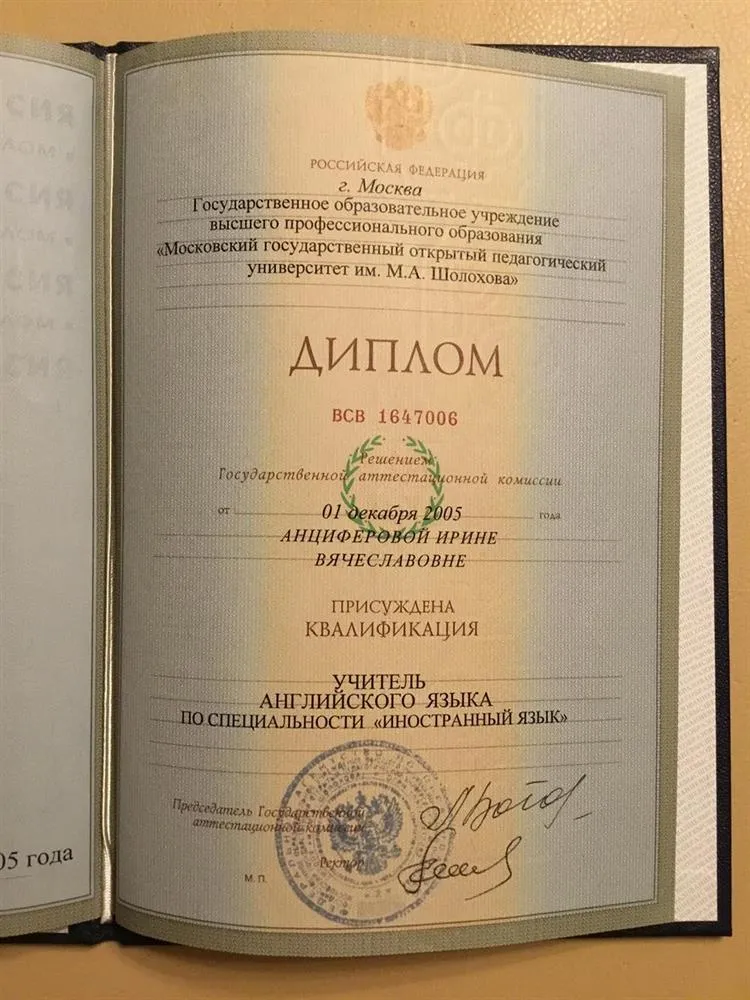 РОССИЙСКАЯ ФЕДЕРАЦИЯ
г. Москва
Государственное образовательное учреждение
высшего профессионального образования
«Московский государственный открытый педагогический
университет им. М.А. Шолохова»
ДИПЛОМ
ВСВ 1647006
Решением
Государственной аттестационной комиссии
от 01 декабря 2005 года
АНЦИФЕРОВОЙ ИРИНЕ
ВЯЧЕСЛАВОВНЕ
ПРИСУЖДЕНА
КВАЛИФИКАЦИЯ
УЧИТЕЛЬ
АНГЛИЙСКОГО ЯЗЫКА
ПО СПЕЦИАЛЬНОСТИ «ИНОСТРАННЫЙ ЯЗЫК»
Председатель Государственной
аттестационной комиссии
Ректор
М. П.
05 года